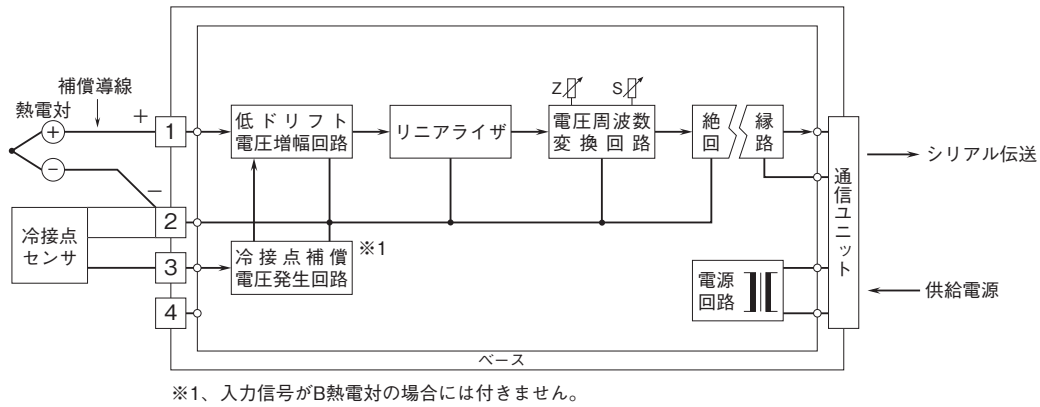 補償導線
熱電対
+
−
+
−
冷接点
センサ
1
2
3
4
低ドリフト
電圧増幅回路
リニアライザ
Z
S
電圧周波数
変換回路
絶縁
回路
冷接点補償
電圧発生回路
※1
電源
回路
通信ユニット
シリアル伝送
供給電源
ベース
※1、入力信号がB熱電対の場合には付きません。